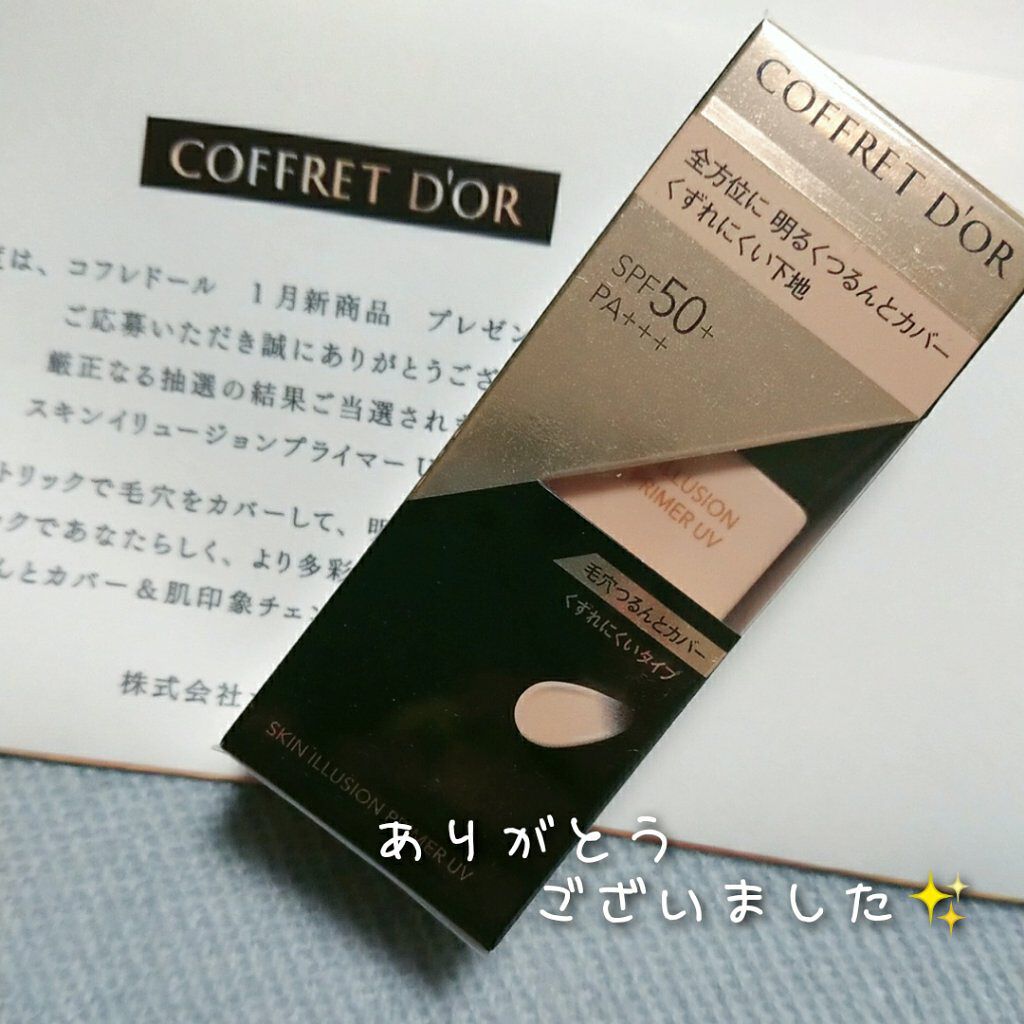 COFFRET D'OR
は、コフレドール 1月新商品 プレゼン
ご応募いただき誠にありがとうござ
厳正なる抽選の結果ご当選され
スキンイリュージョンプライマー U
トリックで毛穴をカバーして、明
ックであなたらしく、より多彩
んとカバー&肌印象チェン
株式会社
COFFRET D'OR
全方位に 明るくつるんとカバー
くずれにくい下地
SPF50+
PA+++
ILLUSION
PRIMER UV
毛穴つるんとカバー
くずれにくいタイプ
SKIN ILLUSION PRIMER UV
ありがとう
ございました✨